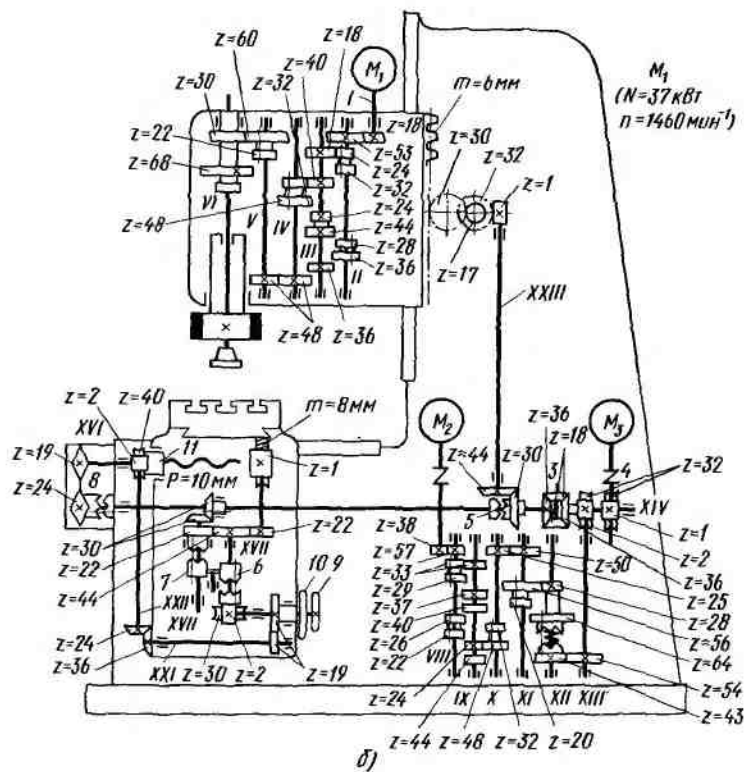 z=60
z=18
z=30
z=40
z=32
M₁
I
z=22
z=68
z=48
VI
V
IV
III
II
z=18
z=53
z=24
z=32
z=24
z=44
z=28
z=36
z=48
z=36
m=6мм
z=30
z=32
z=1
z=17
XXIII
M₁
(N=37кВт
n=1460мин⁻¹)
z=2
z=40
XVI
z=19
z=24
8
11
P=10мм
m=8мм
z=1
z=30
z=22
z=44
XVII
z=22
7
6
10
9
XXII
XVII
z=24
z=36
XXI
z=30
z=2
z=19
M₂
z=44
z=30
5
z=36
z=18
3
M₃
4
z=32
XIV
z=1
z=2
z=36
z=38
z=57
z=33
z=29
z=37
z=40
z=26
z=22
VIII
z=24
IX
X
XI
XII
XIII
z=50
z=25
z=28
z=56
z=64
z=54
z=43
z=44
z=48
z=32
z=20
б)